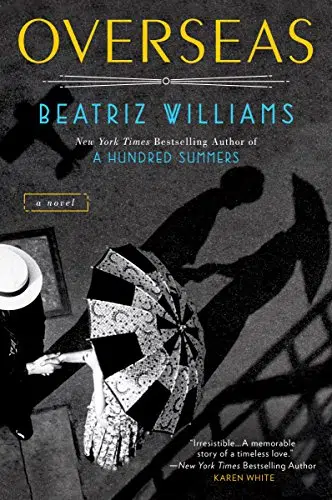 OVERSEAS
BEATRIZ WILLIAMS
New York Times Bestselling Author of
A HUNDRED SUMMERS
a novel
"Irresistible...A memorable
story of a timeless love."
—New York Times
Bestselling Author
KAREN WHITE